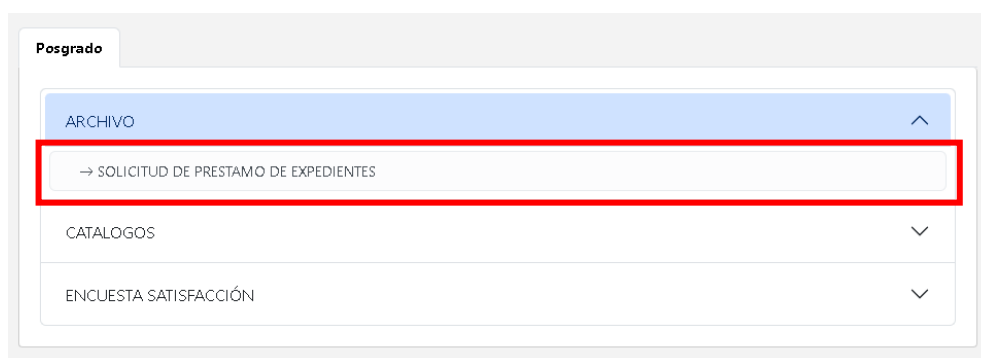 Posgrado
ARCHIVO
→ SOLICITUD DE PRESTAMO DE EXPEDIENTES
CATALOGOS
ENCUESTA SATISFACCIÓN